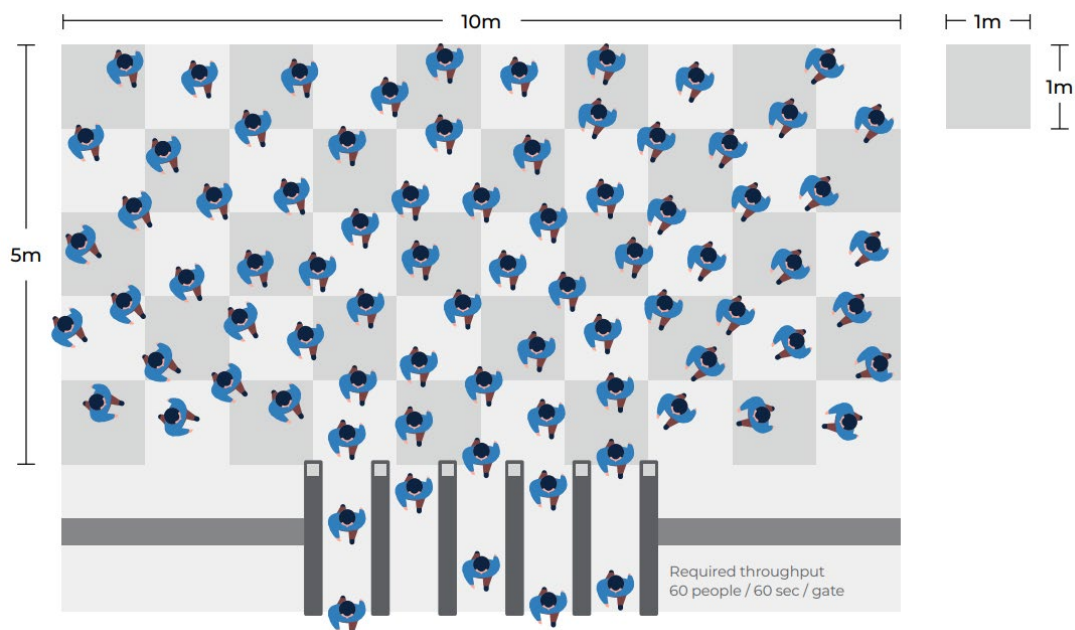 10m
1m
1m
5m
Required throughput
60 people / 60 sec / gate